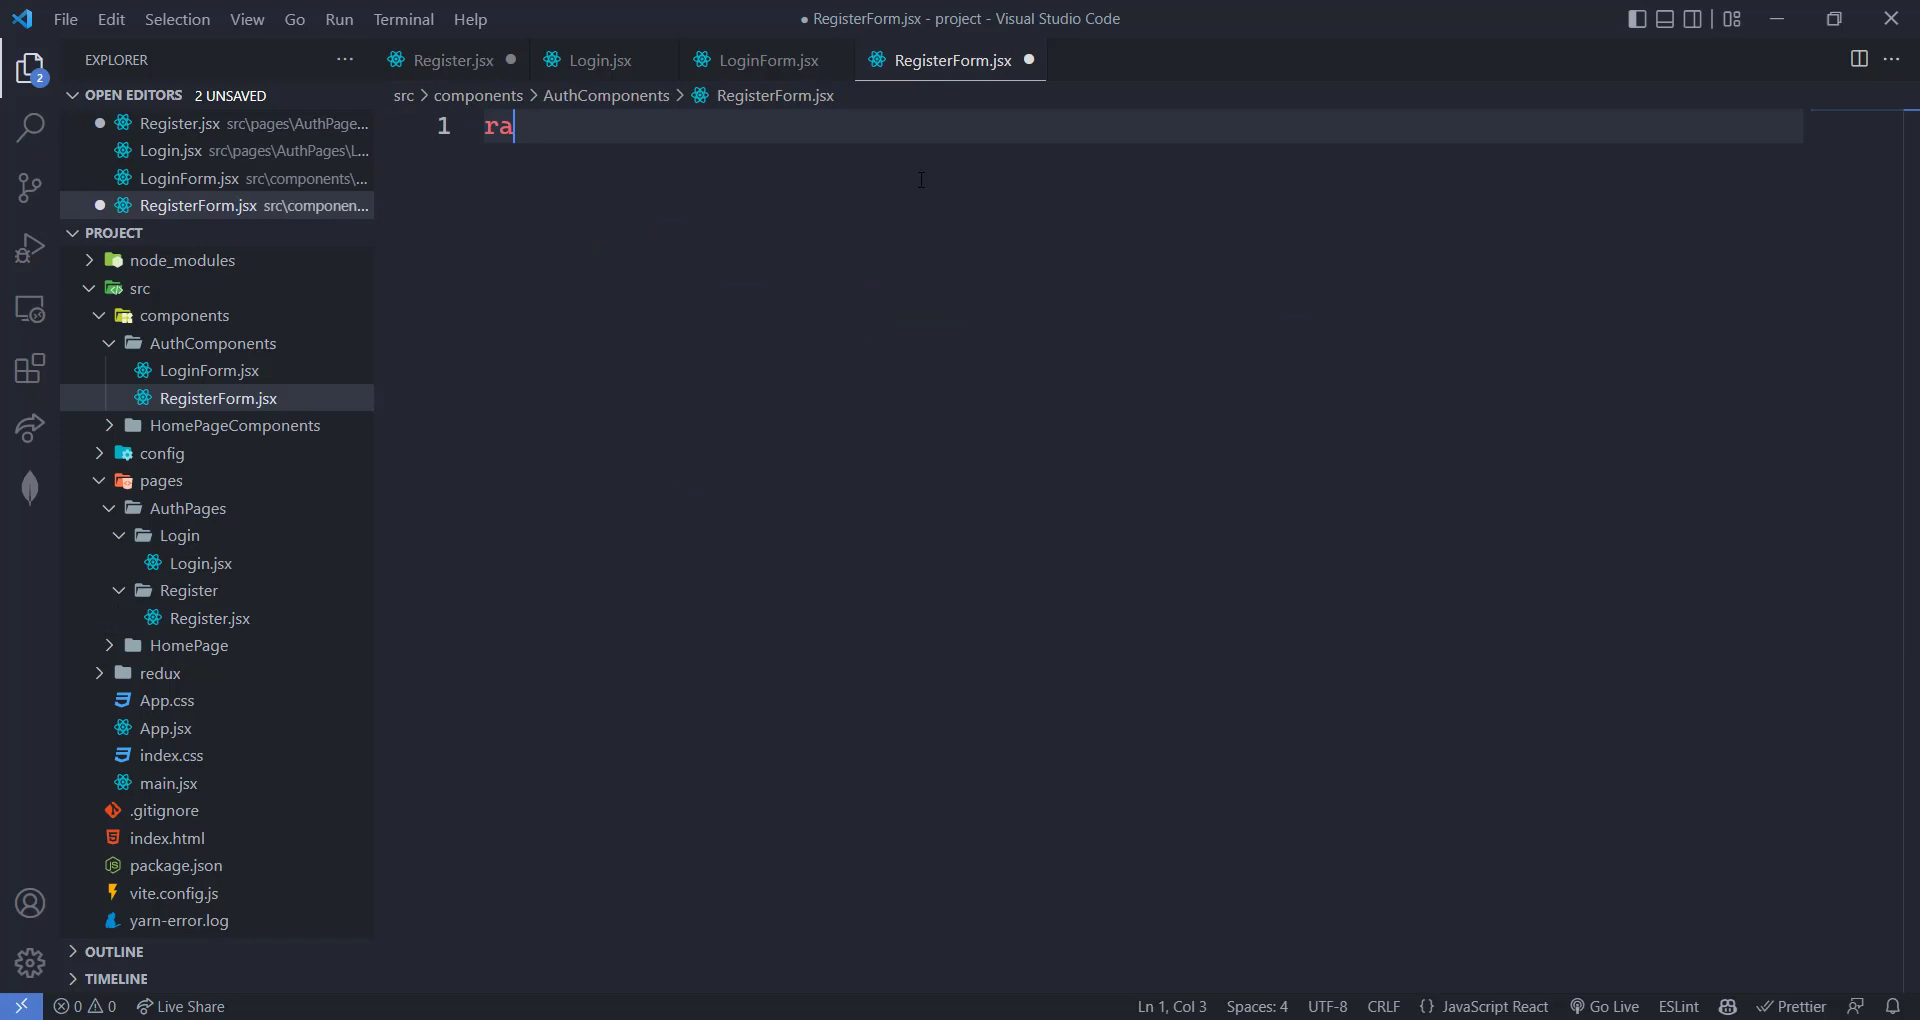 File Edit Selection View Go Run Terminal Help
● RegisterForm.jsx - project - Visual Studio Code
EXPLORER
Register.jsx
Login.jsx
LoginForm.jsx
RegisterForm.jsx
2
OPEN EDITORS 2 UNSAVED
src > components > AuthComponents > RegisterForm.jsx
Register.jsx src\pages\AuthPage...
Login.jsx src\pages\AuthPages\L...
LoginForm.jsx src\components\...
RegisterForm.jsx src\componen...
1 ra
PROJECT
node_modules
src
components
AuthComponents
LoginForm.jsx
RegisterForm.jsx
HomePageComponents
config
pages
AuthPages
Login
Login.jsx
Register
Register.jsx
HomePage
redux
App.css
App.jsx
index.css
main.jsx
.gitignore
index.html
package.json
vite.config.js
yarn-error.log
OUTLINE
TIMELINE
0 0 Live Share
Ln 1, Col 3 Spaces: 4 UTF-8 CRLF {} JavaScript React Go Live ESLint Prettier